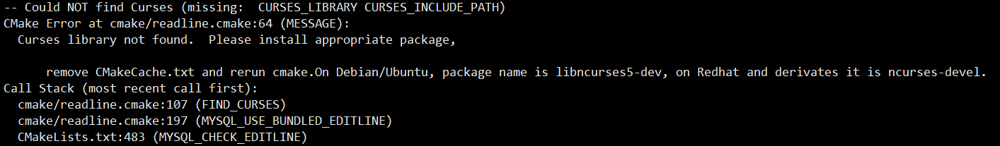 -- Could NOT find Curses (missing:  CURSES_LIBRARY CURSES_INCLUDE_PATH)
CMake Error at cmake/readline.cmake:64 (MESSAGE):
  Curses library not found.  Please install appropriate package,

      remove CMakeCache.txt and rerun cmake.On Debian/Ubuntu, package name is libncurses5-dev, on Redhat and derivates it is ncurses-devel.
Call Stack (most recent call first):
  cmake/readline.cmake:107 (FIND_CURSES)
  cmake/readline.cmake:197 (MYSQL_USE_BUNDLED_EDITLINE)
  CMakeLists.txt:483 (MYSQL_CHECK_EDITLINE)